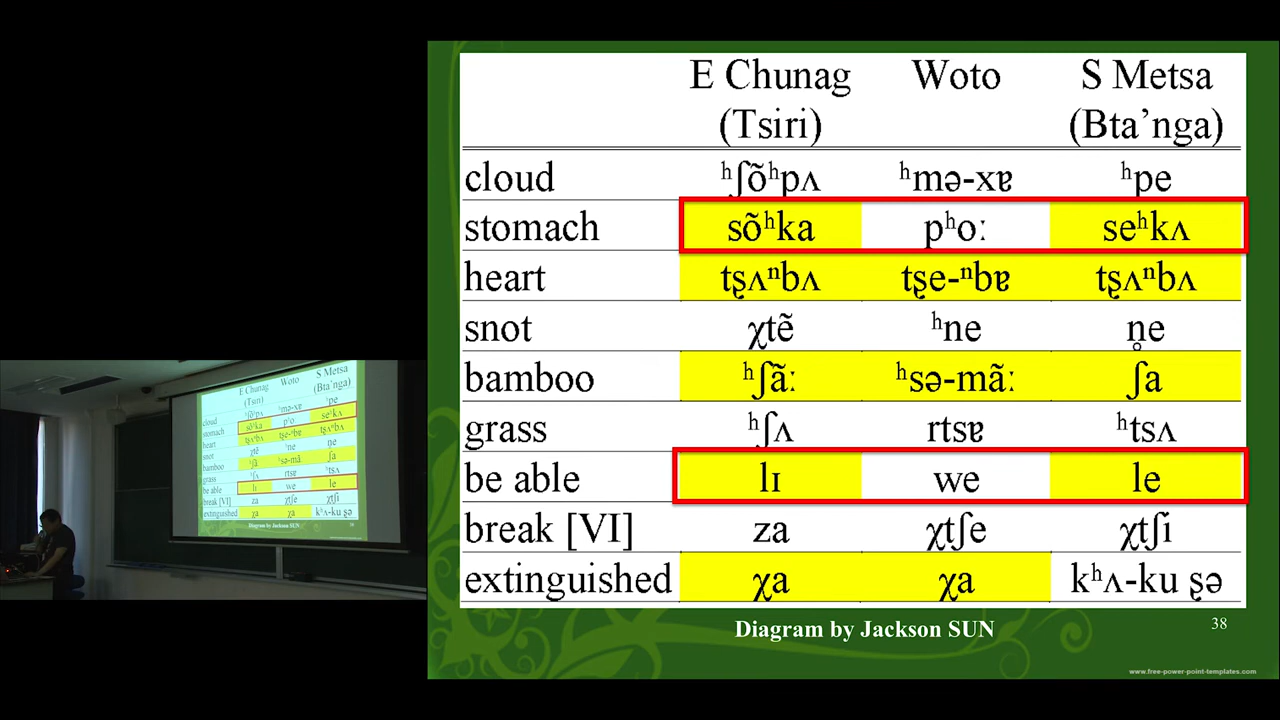 E Chunag Woto S Metsa
(Tsiri) (Bta’nga)
cloud ʰʃõʰpʌ ʰmə-xɐ ʰpe
stomach sõʰka pʰoː seʰkʌ
heart tʂʌⁿbʌ tʂe-ⁿbɐ tʂʌⁿbʌ
snot χtẽ ʰne n̥e
bamboo ʰʃãː ʰsə-mãː ʃa
grass ʰʃʌ rtsɐ ʰtsʌ
be able lɪ we le
break [VI] za χtʃe χtʃi
extinguished χa χa kʰʌ-ku ʂə
Diagram by Jackson SUN 38
www.free-power-point-templates.com